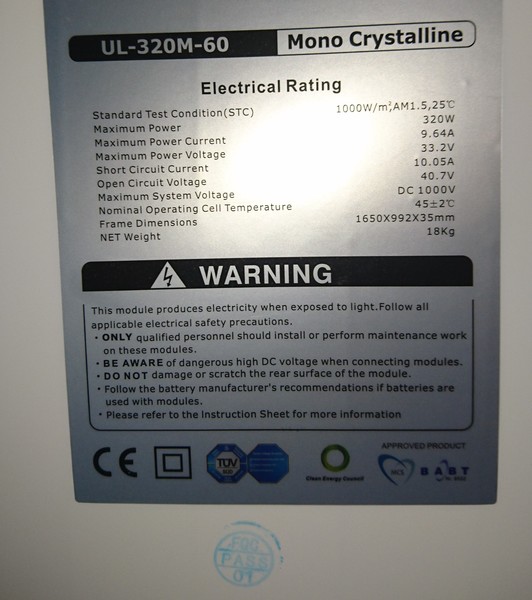 UL-320M-60 Mono Crystalline
Electrical Rating
Standard Test Condition(STC) 1000W/m²,AM1.5,25℃
Maximum Power 320W
Maximum Power Current 9.64A
Maximum Power Voltage 33.2V
Short Circuit Current 10.05A
Open Circuit Voltage 40.7V
Maximum System Voltage DC 1000V
Nominal Operating Cell Temperature 45±2℃
Frame Dimensions 1650X992X35mm
NET Weight 18Kg
WARNING
This module produces electricity when exposed to light.Follow all
applicable electrical safety precautions.
· ONLY qualified personnel should install or perform maintenance work
on these modules.
· BE AWARE of dangerous high DC voltage when connecting modules.
· DO NOT damage or scratch the rear surface of the module.
· Follow the battery manufacturer's recommendations if batteries are
used with modules.
· Please refer to the Instruction Sheet for more information
APPROVED PRODUCT
CE TÜV MCS BABT
Clean Energy Council
FQC
PASS
01